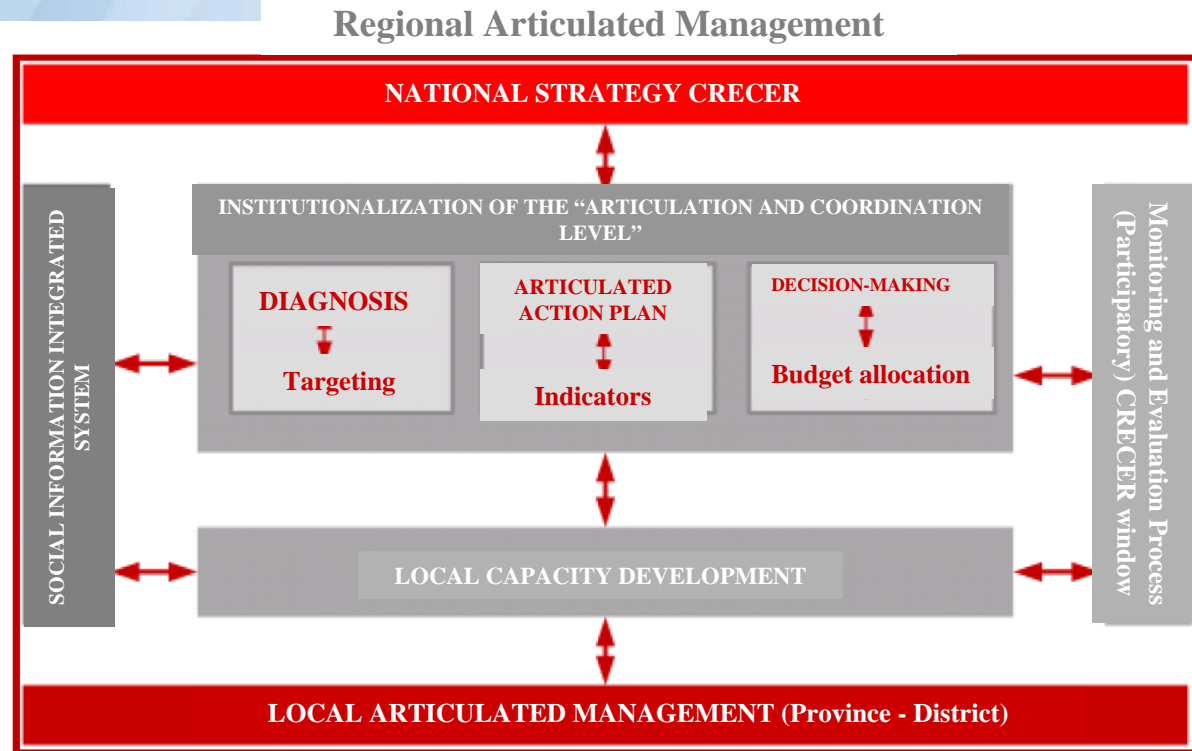 Regional Articulated Management
NATIONAL STRATEGY CRECER
SOCIAL INFORMATION INTEGRATED
SYSTEM
INSTITUTIONALIZATION OF THE “ARTICULATION AND COORDINATION
LEVEL”
DIAGNOSIS
Targeting
ARTICULATED
ACTION PLAN
Indicators
DECISION-MAKING
Budget allocation
Monitoring and Evaluation Process
(Participatory) CRECER window
LOCAL CAPACITY DEVELOPMENT
LOCAL ARTICULATED MANAGEMENT (Province - District)